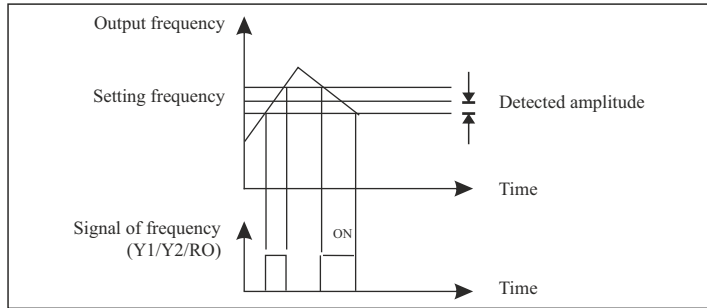 Output frequency
Setting frequency
Detected amplitude
Time
Signal of frequency
(Y1/Y2/RO)
ON
Time